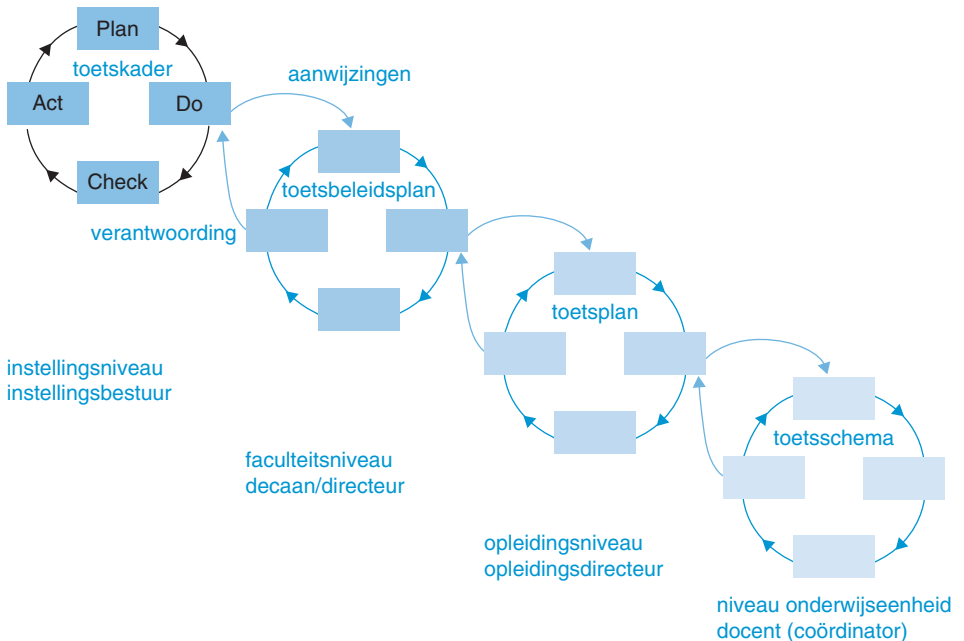 Plan
toetskader
Act
Do
Check
aanwijzingen
toetsbeleidsplan
verantwoording
toetsplan
instellingsniveau
instellingsbestuur
toetsschema
faculteitsniveau
decaan/directeur
opleidingsniveau
opleidingsdirecteur
niveau onderwijseenheid
docent (coördinator)